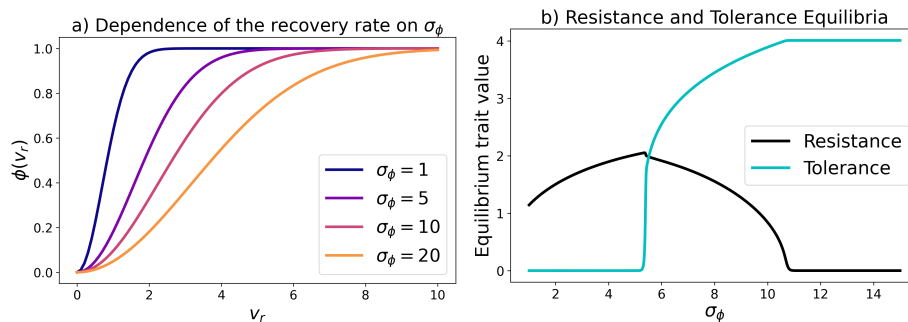 a) Dependence of the recovery rate on σ_ϕ
1.0
0.8
0.6
0.4
0.2
0.0
ϕ(v_r)
0 2 4 6 8 10
v_r
σ_ϕ = 1
σ_ϕ = 5
σ_ϕ = 10
σ_ϕ = 20
b) Resistance and Tolerance Equilibria
4
3
2
1
0
Equilibrium trait value
2 4 6 8 10 12 14
σ_ϕ
Resistance
Tolerance